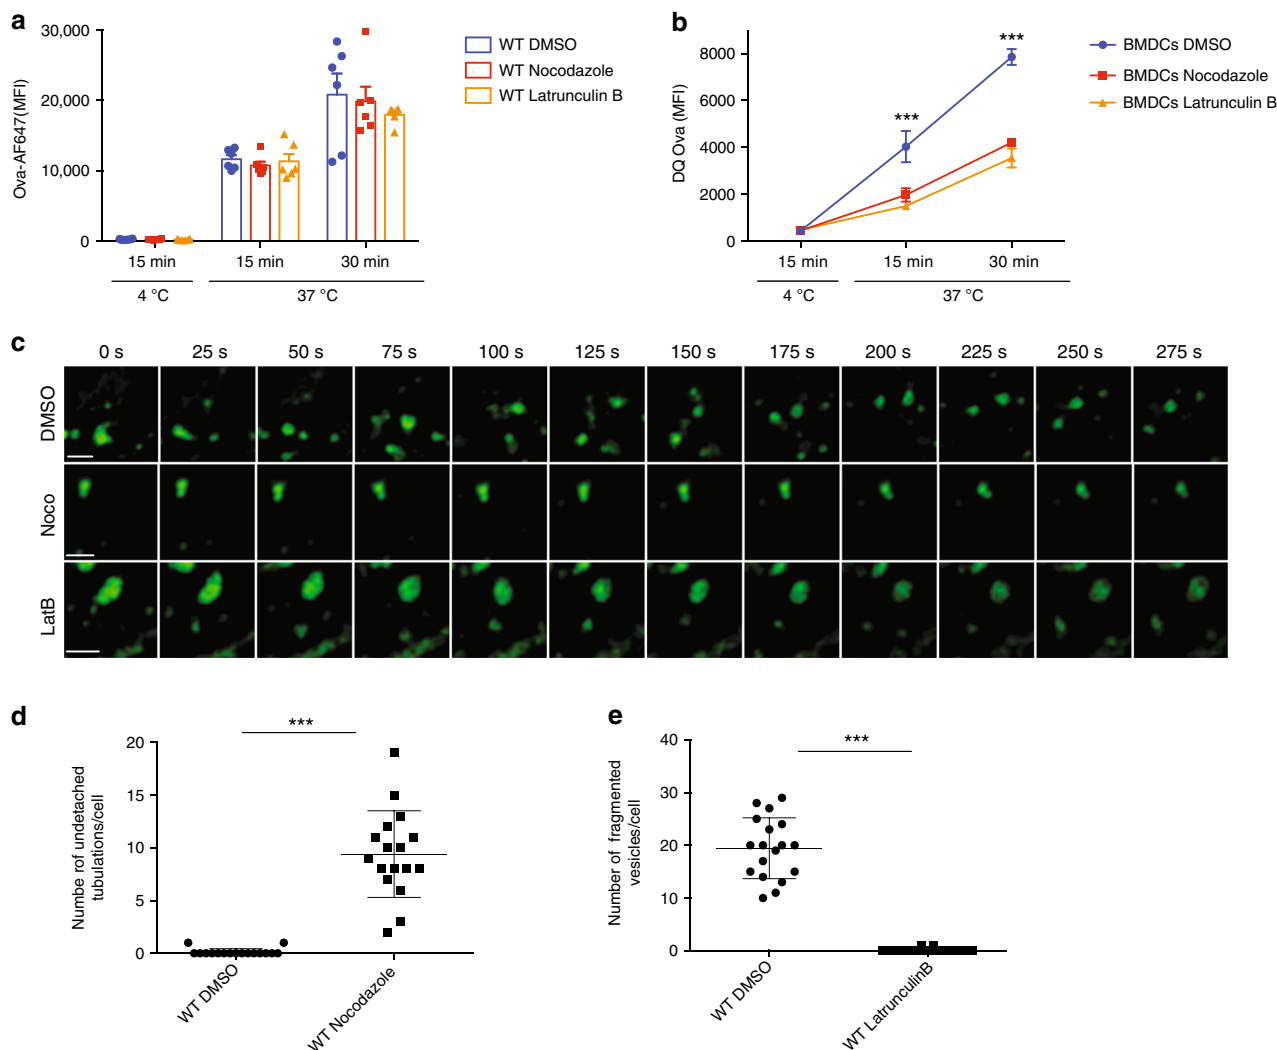 a
30,000
20,000
10,000
0
Ova-AF647(MFI)
15 min
15 min
30 min
4 °C
37 °C
WT DMSO
WT Nocodazole
WT Latrunculin B
b
8000
6000
4000
2000
0
DQ Ova (MFI)
***
***
15 min
15 min
30 min
4 °C
37 °C
BMDCs DMSO
BMDCs Nocodazole
BMDCs Latrunculin B
c
0 s 25 s 50 s 75 s 100 s 125 s 150 s 175 s 200 s 225 s 250 s 275 s
DMSO
Noco
LatB
d
***
20
15
10
5
0
Numbe rof undetached
tubulations/cell
WT DMSO
WT Nocodazole
e
***
40
30
20
10
0
Number of fragmented
vesicles/cell
WT DMSO
WT LatrunculinB